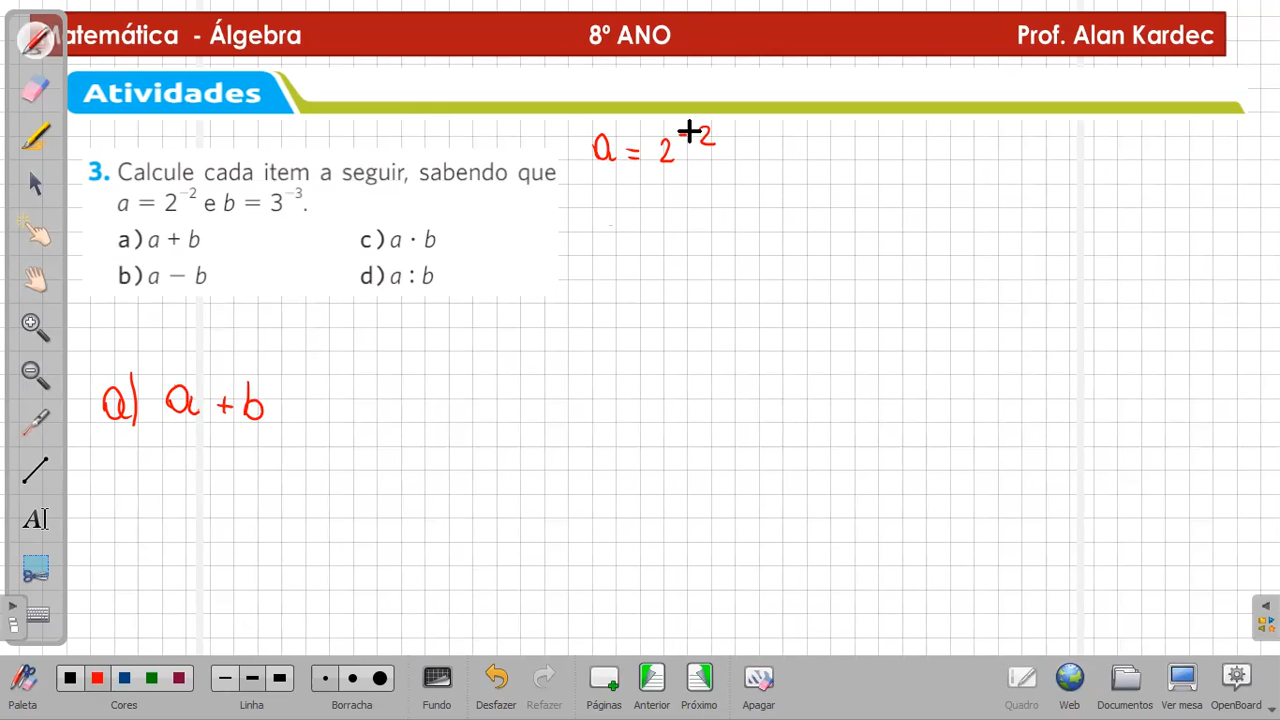 Matemática - Álgebra 8º ANO Prof. Alan Kardec
Atividades
3. Calcule cada item a seguir, sabendo que
a = 2⁻² e b = 3⁻³.
a) a + b c) a · b
b) a − b d) a : b
a = 2⁻²
a) a + b
A
Paleta Cores Linha Borracha Fundo Desfazer Refazer Páginas Anterior Próximo Apagar Quadro Web Documentos Ver mesa OpenBoard